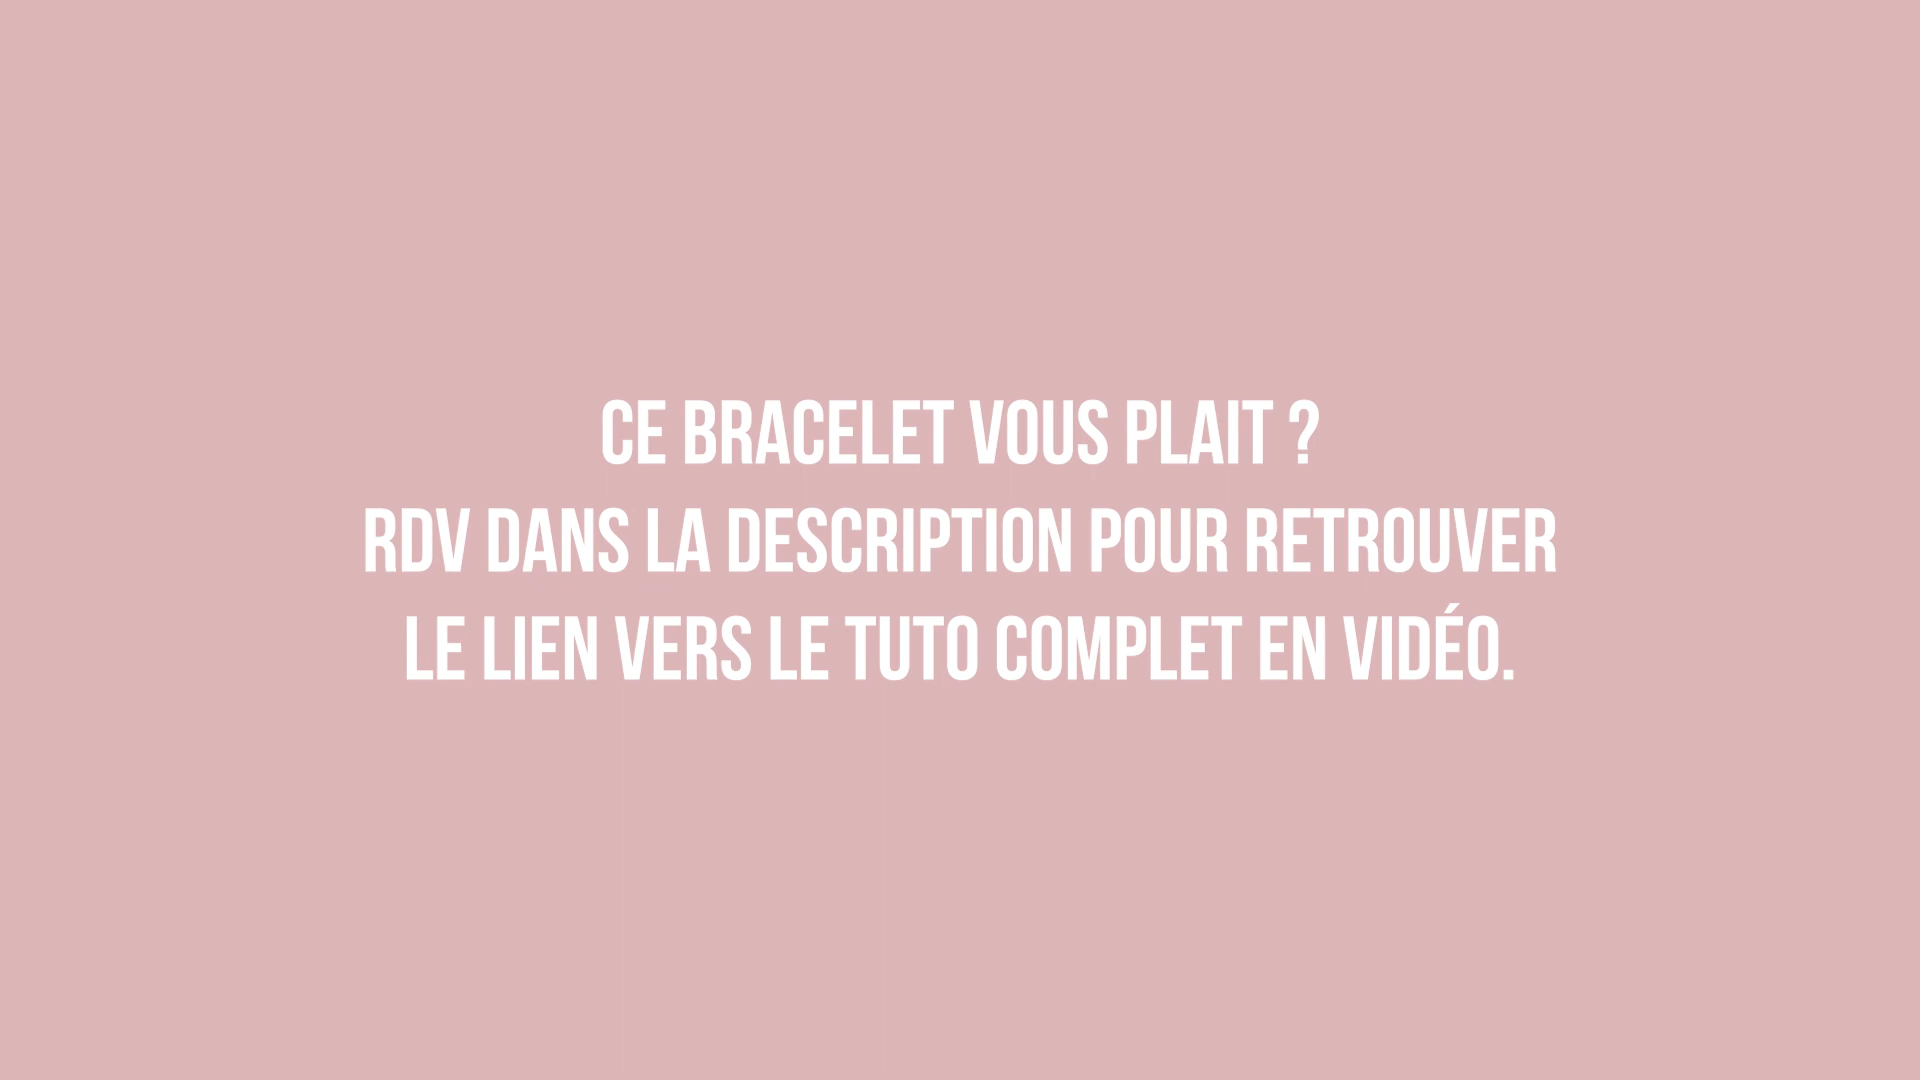 CE BRACELET VOUS PLAIT ?
RDV DANS LA DESCRIPTION POUR RETROUVER
LE LIEN VERS LE TUTO COMPLET EN VIDÉO.